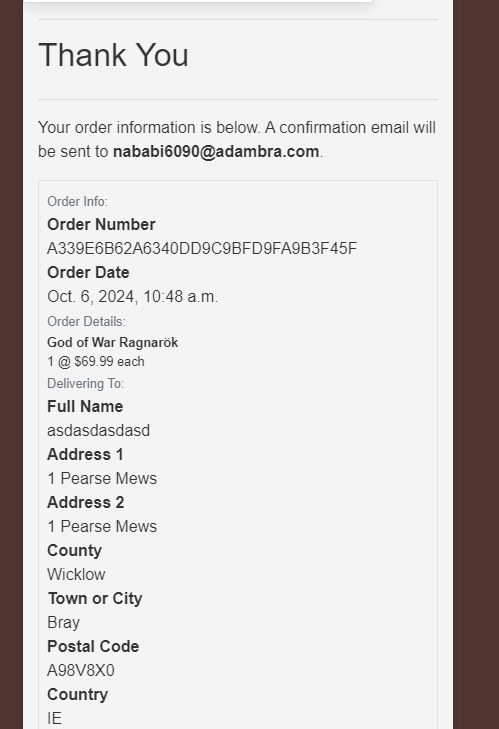 Thank You
Your order information is below. A confirmation email will
be sent to nababi6090@adambra.com.
Order Info:
Order Number
A339E6B62A6340DD9C9BFD9FA9B3F45F
Order Date
Oct. 6, 2024, 10:48 a.m.
Order Details:
God of War Ragnarök
1 @ $69.99 each
Delivering To:
Full Name
asdasdasdasd
Address 1
1 Pearse Mews
Address 2
1 Pearse Mews
County
Wicklow
Town or City
Bray
Postal Code
A98V8X0
Country
IE